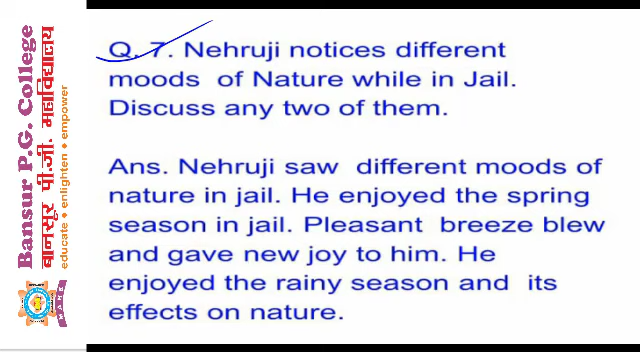 Bansur P.G. College
बानसूर पी.जी. महाविद्यालय
educate • enlighten • empower
Q. 7. Nehruji notices different
moods of Nature while in Jail.
Discuss any two of them.
Ans. Nehruji saw different moods of
nature in jail. He enjoyed the spring
season in jail. Pleasant breeze blew
and gave new joy to him. He
enjoyed the rainy season and its
effects on nature.